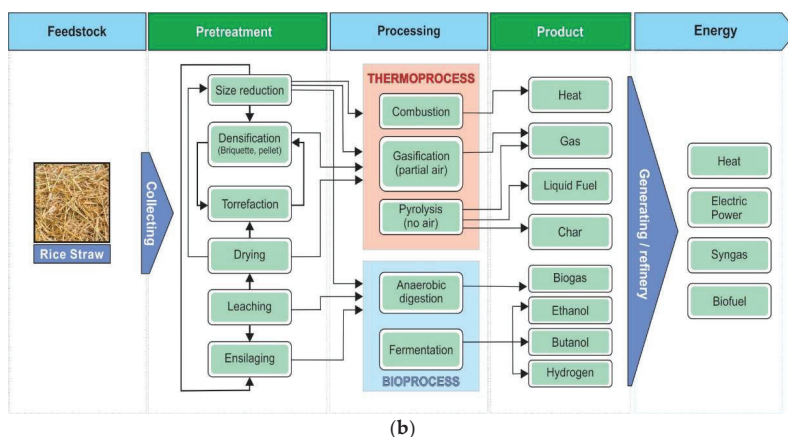 Feedstock
Pretreatment
Processing
Product
Energy
Rice Straw
Collecting
Size reduction
Densification
(Briquette, pellet)
Torrefaction
Drying
Leaching
Ensilaging
THERMOPROCESS
Combustion
Gasification
(partial air)
Pyrolysis
(no air)
Anaerobic
digestion
Fermentation
BIOPROCESS
Heat
Gas
Liquid Fuel
Char
Biogas
Ethanol
Butanol
Hydrogen
Generating / refinery
Heat
Electric
Power
Syngas
Biofuel
(b)